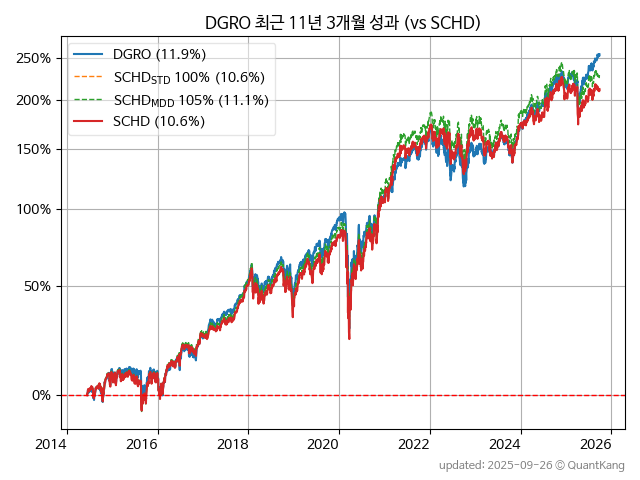 DGRO 최근 11년 3개월 성과 (vs SCHD)
DGRO (11.9%)
SCHD_STD 100% (10.6%)
SCHD_MDD 105% (11.1%)
SCHD (10.6%)
250%
200%
150%
100%
50%
0%
2014 2016 2018 2020 2022 2024 2026
updated: 2025-09-26 © QuantKang